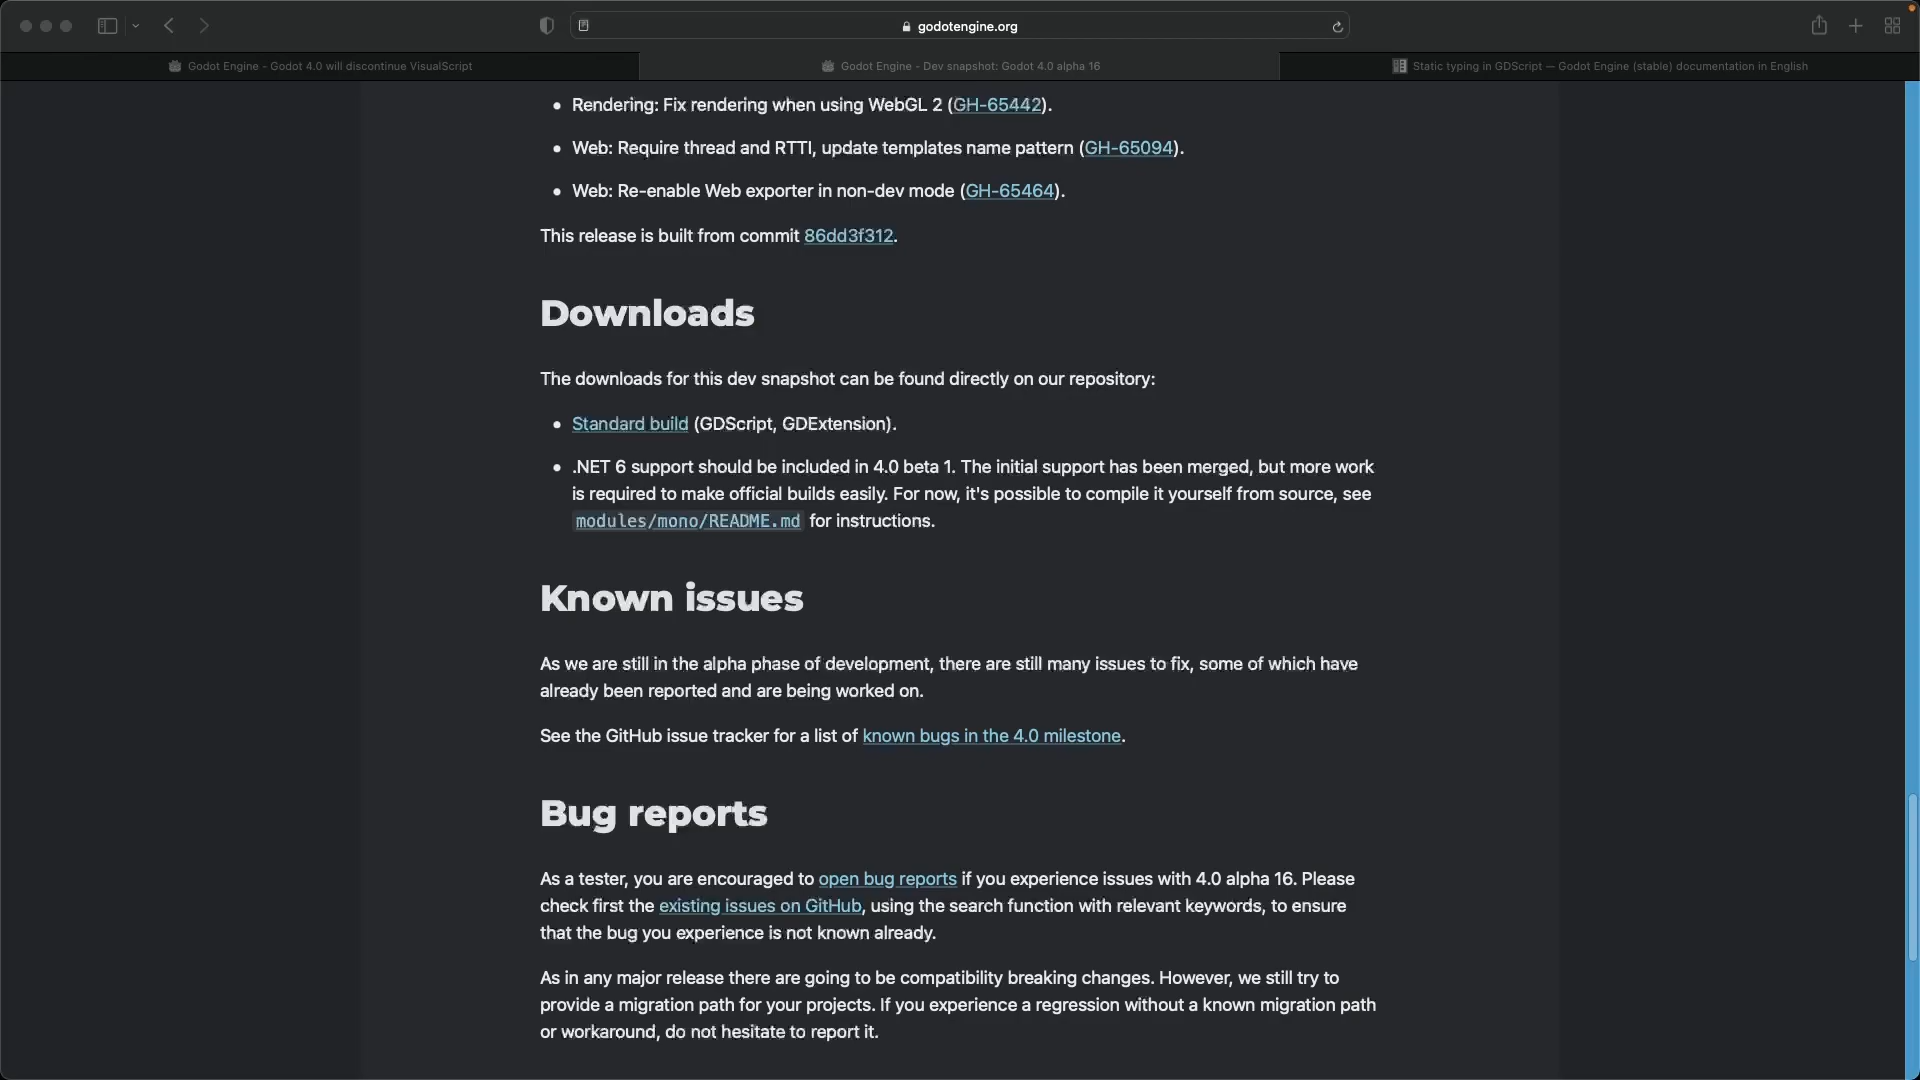 godotengine.org
Godot Engine - Godot 4.0 will discontinue VisualScript
Godot Engine - Dev snapshot: Godot 4.0 alpha 16
Static typing in GDScript — Godot Engine (stable) documentation in English
• Rendering: Fix rendering when using WebGL 2 (GH-65442).
• Web: Require thread and RTTI, update templates name pattern (GH-65094).
• Web: Re-enable Web exporter in non-dev mode (GH-65464).
This release is built from commit 86dd3f312.
Downloads
The downloads for this dev snapshot can be found directly on our repository:
• Standard build (GDScript, GDExtension).
• .NET 6 support should be included in 4.0 beta 1. The initial support has been merged, but more work
is required to make official builds easily. For now, it's possible to compile it yourself from source, see
modules/mono/README.md for instructions.
Known issues
As we are still in the alpha phase of development, there are still many issues to fix, some of which have
already been reported and are being worked on.
See the GitHub issue tracker for a list of known bugs in the 4.0 milestone.
Bug reports
As a tester, you are encouraged to open bug reports if you experience issues with 4.0 alpha 16. Please
check first the existing issues on GitHub, using the search function with relevant keywords, to ensure
that the bug you experience is not known already.
As in any major release there are going to be compatibility breaking changes. However, we still try to
provide a migration path for your projects. If you experience a regression without a known migration path
or workaround, do not hesitate to report it.